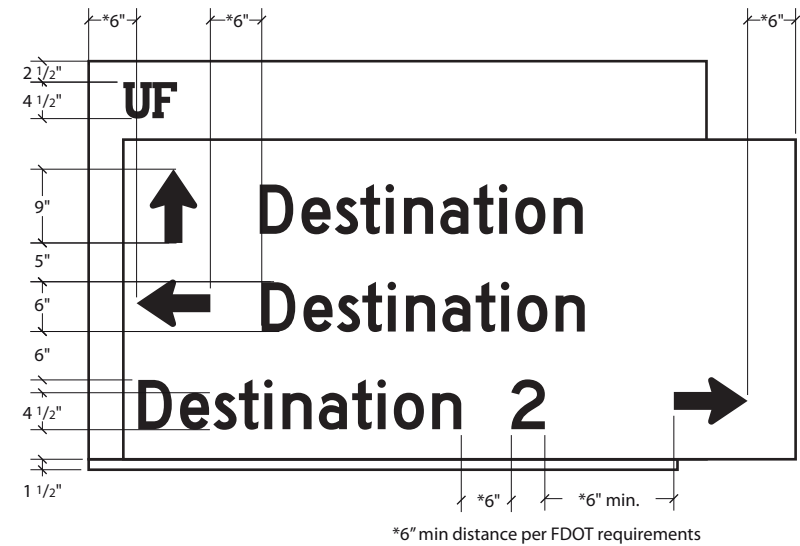 *6" *6" *6"
2 1/2"
4 1/2"
UF
9"
Destination
5"
6"
Destination
6"
4 1/2"
Destination 2
1 1/2"
*6" *6" min.
*6” min distance per FDOT requirements